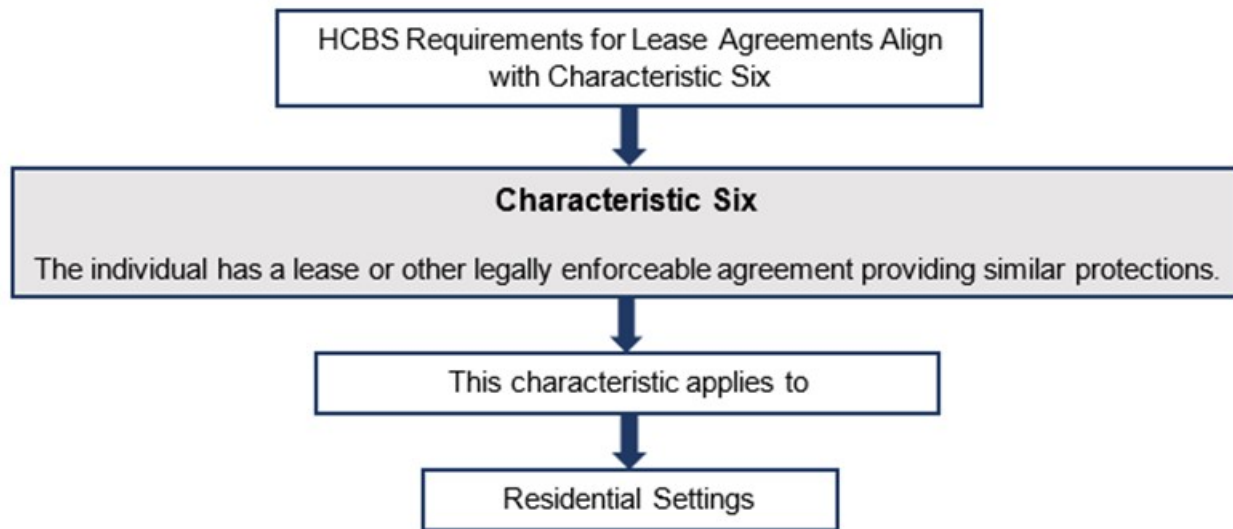 HCBS Requirements for Lease Agreements Align
with Characteristic Six
Characteristic Six
The individual has a lease or other legally enforceable agreement providing similar protections.
This characteristic applies to
Residential Settings